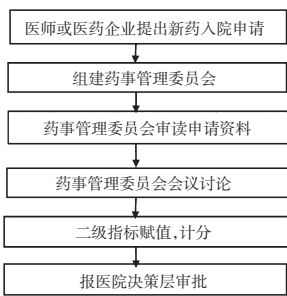 医师或医药企业提出新药入院申请
组建药事管理委员会
药事管理委员会审读申请资料
药事管理委员会会议讨论
二级指标赋值,计分
报医院决策层审批